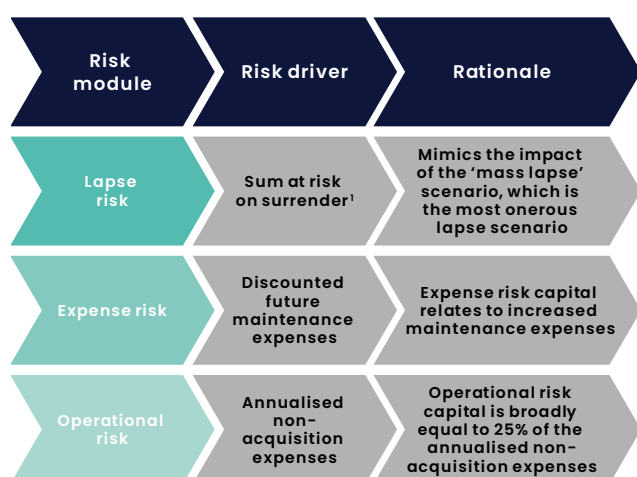 Risk
module
Risk driver
Rationale
Lapse
risk
Sum at risk
on surrender¹
Mimics the impact
of the ‘mass lapse’
scenario, which is
the most onerous
lapse scenario
Expense risk
Discounted
future
maintenance
expenses
Expense risk capital
relates to increased
maintenance expenses
Operational
risk
Annualised
non-
acquisition
expenses
Operational risk
capital is broadly
equal to 25% of the
annualised non-
acquisition expenses